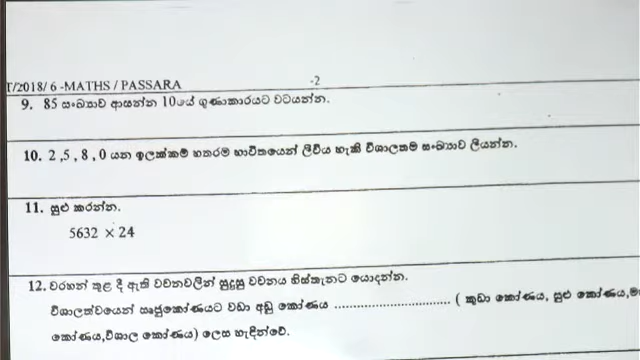 T/2018/ 6 -MATHS / PASSARA -2
9. 85 සංඛ්‍යාව ආසන්න 10යේ ගුණාකාරයට වටයන්න.
10. 2 , 5 , 8 , 0 යන ඉලක්කම් හතරම භාවිතයෙන් ලිවිය හැකි විශාලතම සංඛ්‍යාව ලියන්න.
11. සුළු කරන්න.
5632 × 24
12. වරහන් තුළ දී ඇති වචනවලින් සුදුසු වචනය හිස්තැනට යොදන්න.
විශාලත්වයෙන් සෘජුකෝණයට වඩා අඩු කෝණය ................................ ( කුඩා කෝණය, සුළු කෝණය,
කෝණය,විශාල කෝණය) ලෙස හැඳින්වේ.